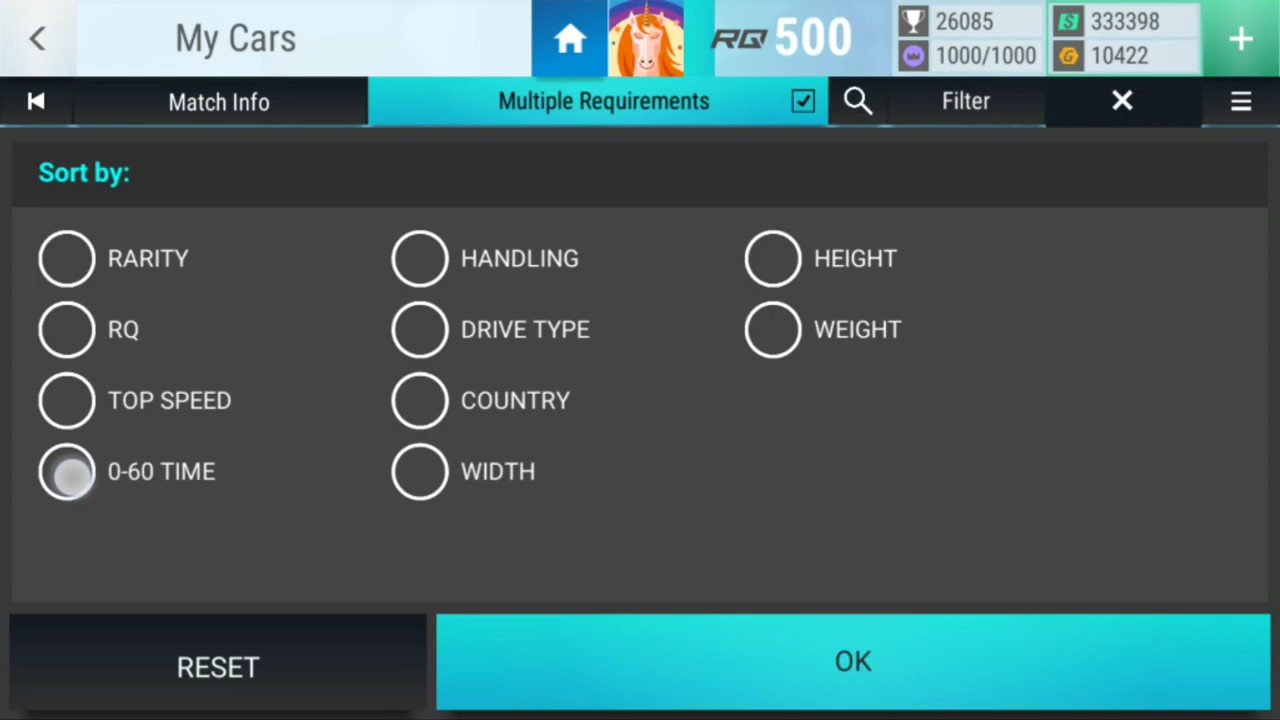 My Cars
RQ 500
26085
1000/1000
333398
10422
Match Info
Multiple Requirements
Filter
Sort by:
RARITY
HANDLING
HEIGHT
RQ
DRIVE TYPE
WEIGHT
TOP SPEED
COUNTRY
0-60 TIME
WIDTH
RESET
OK